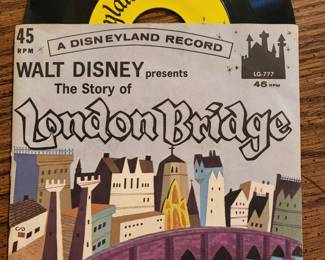 45
RPM
A DISNEYLAND RECORD
WALT DISNEY presents
The Story of
LG-777
45 RPM
London Bridge